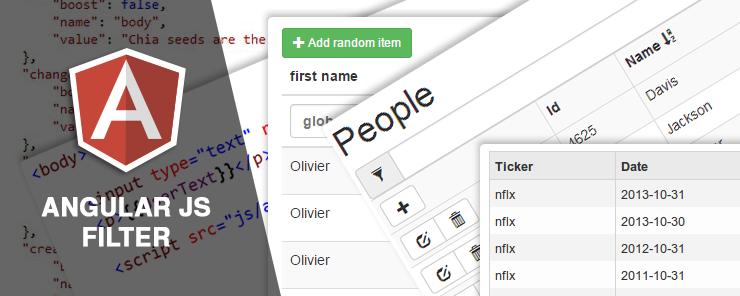 "boost": false,
"name": "body",
"value": "Chia seeds are the
},
"chang
"bo
"na
"va
},
<body>
<input type="text"
}}</p>
<script src="js/a
},
"crea
"b
"na
A
ANGULAR JS
FILTER
+ Add random item
first name
glob
Olivier
Olivier
Olivier
People
Id
Name
4625
Davis
Jackson
Ticker Date
nflx 2013-10-31
nflx 2013-10-30
nflx 2012-10-31
nflx 2011-10-31